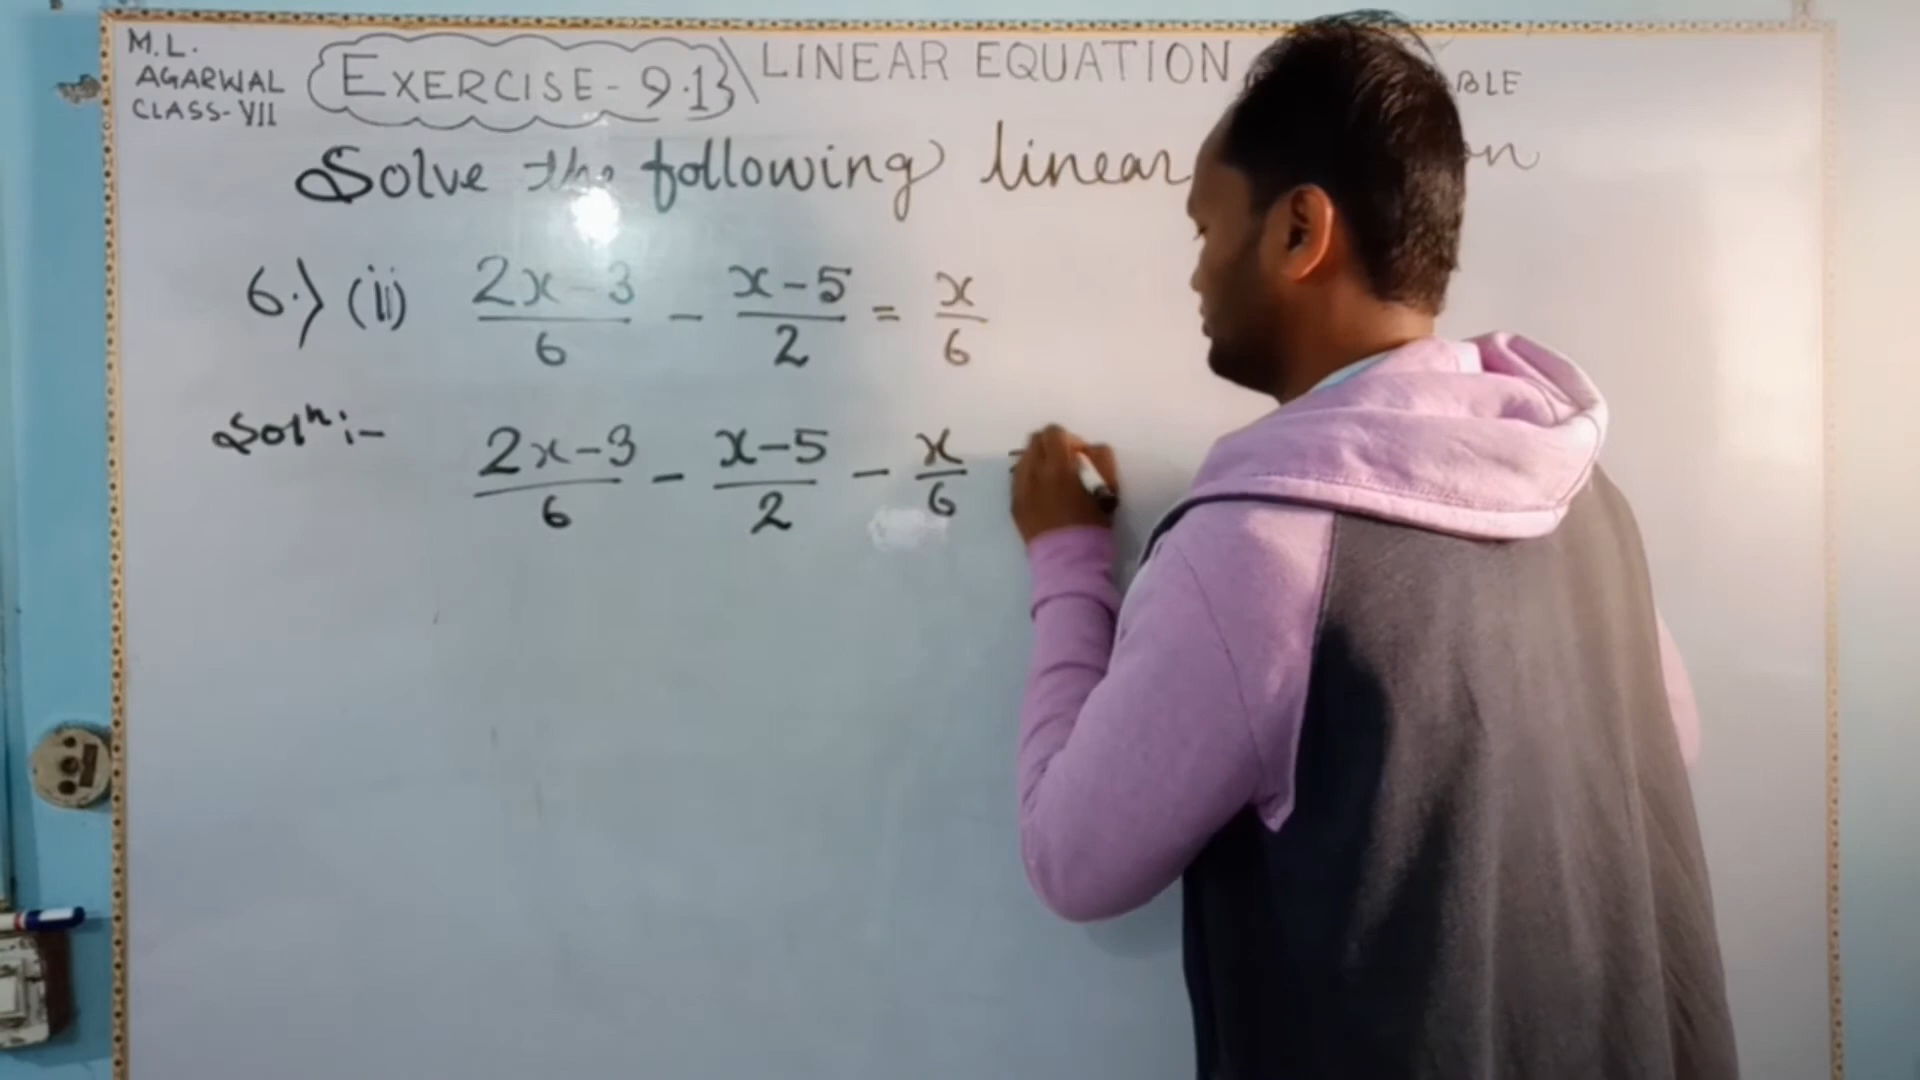 M.L.
AGARWAL
CLASS-VII
EXERCISE-9.1
LINEAR EQUATION
Solve the following linear
6.) (ii) (2x-3)/6 - (x-5)/2 = x/6
Solⁿ:- (2x-3)/6 - (x-5)/2 - x/6